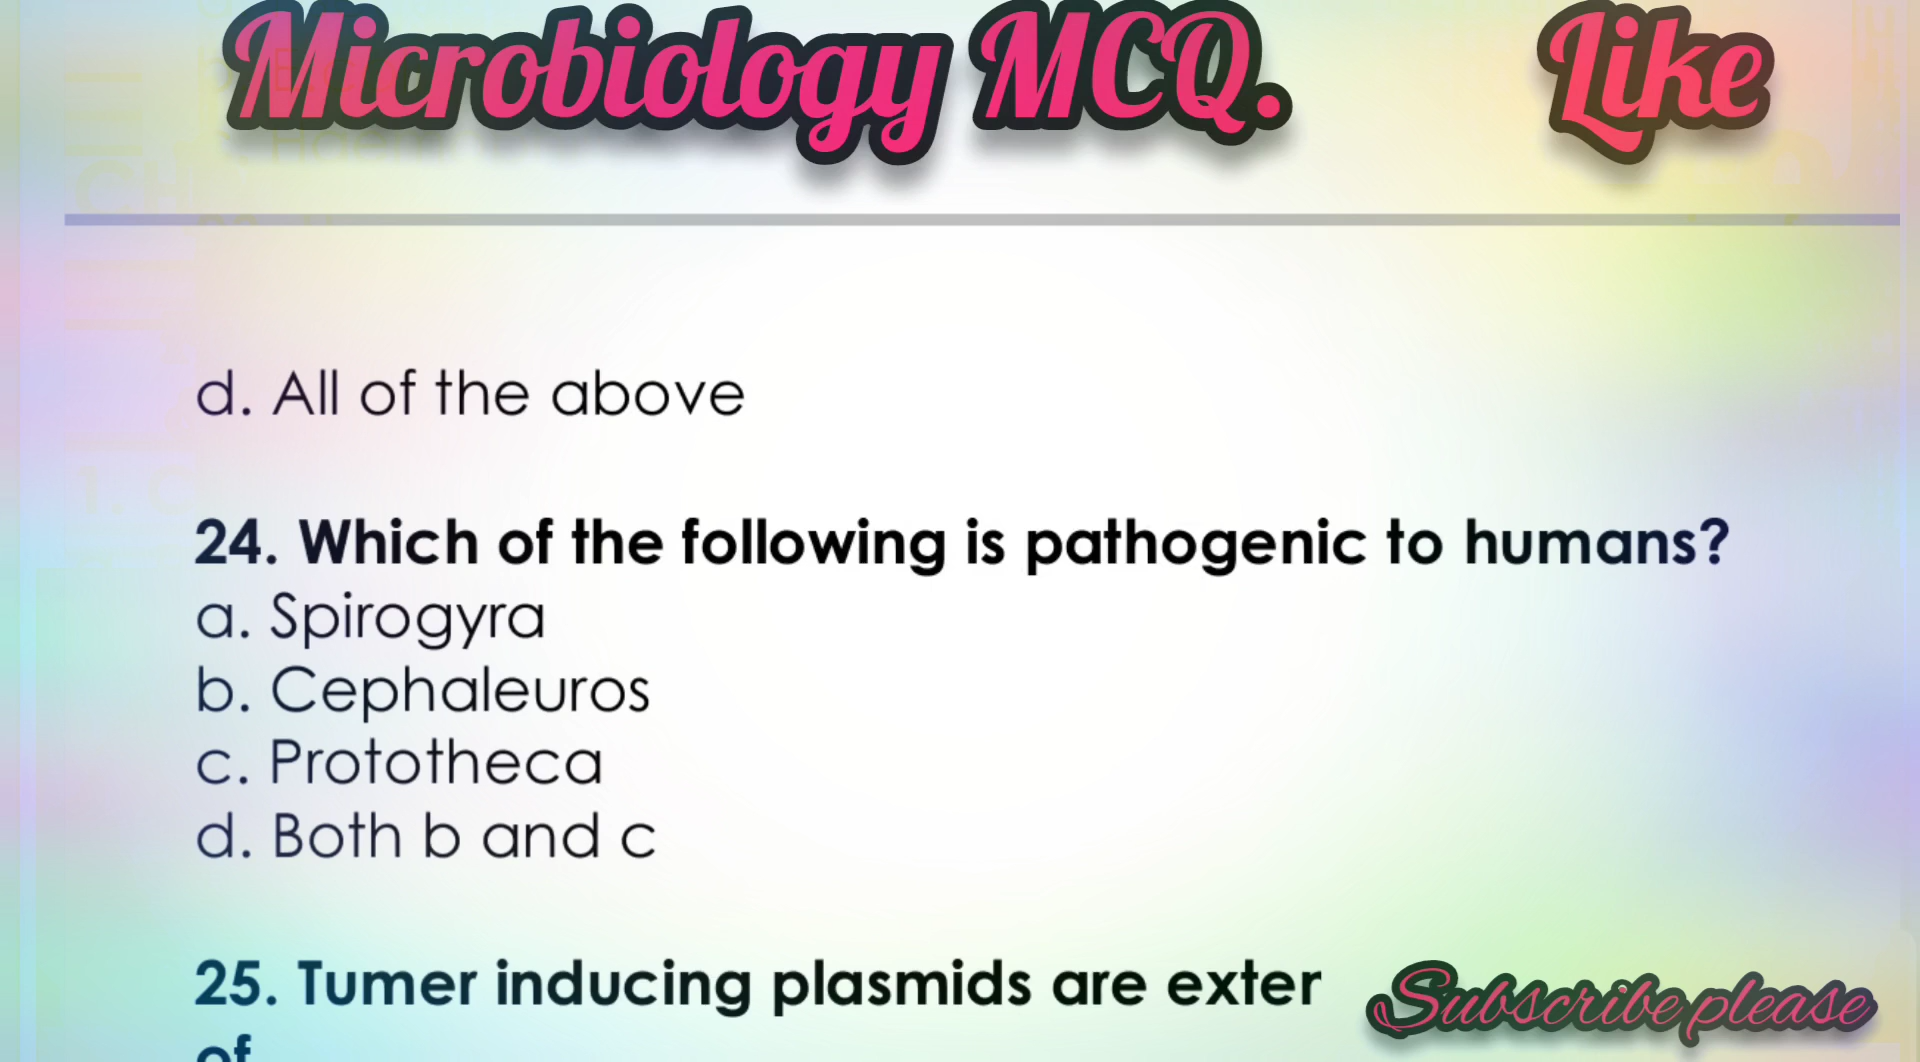 Microbiology MCQ. Like
d. All of the above
24. Which of the following is pathogenic to humans?
a. Spirogyra
b. Cephaleuros
c. Prototheca
d. Both b and c
25. Tumer inducing plasmids are exter
of
Subscribe please